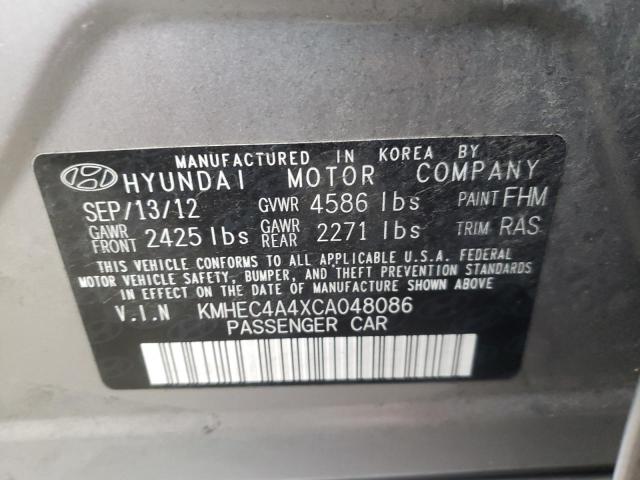 MANUFACTURED IN KOREA BY
HYUNDAI MOTOR COMPANY
SEP/13/12 GVWR 4586 lbs PAINT FHM
GAWR FRONT 2425 lbs GAWR REAR 2271 lbs TRIM RAS
THIS VEHICLE CONFORMS TO ALL APPLICABLE U.S.A. FEDERAL
MOTOR VEHICLE SAFETY, BUMPER, AND THEFT PREVENTION STANDARDS
IN EFFECT ON THE DATE OF MANUFACTURE SHOWN ABOVE.
V.I.N KMHEC4A4XCA048086
PASSENGER CAR